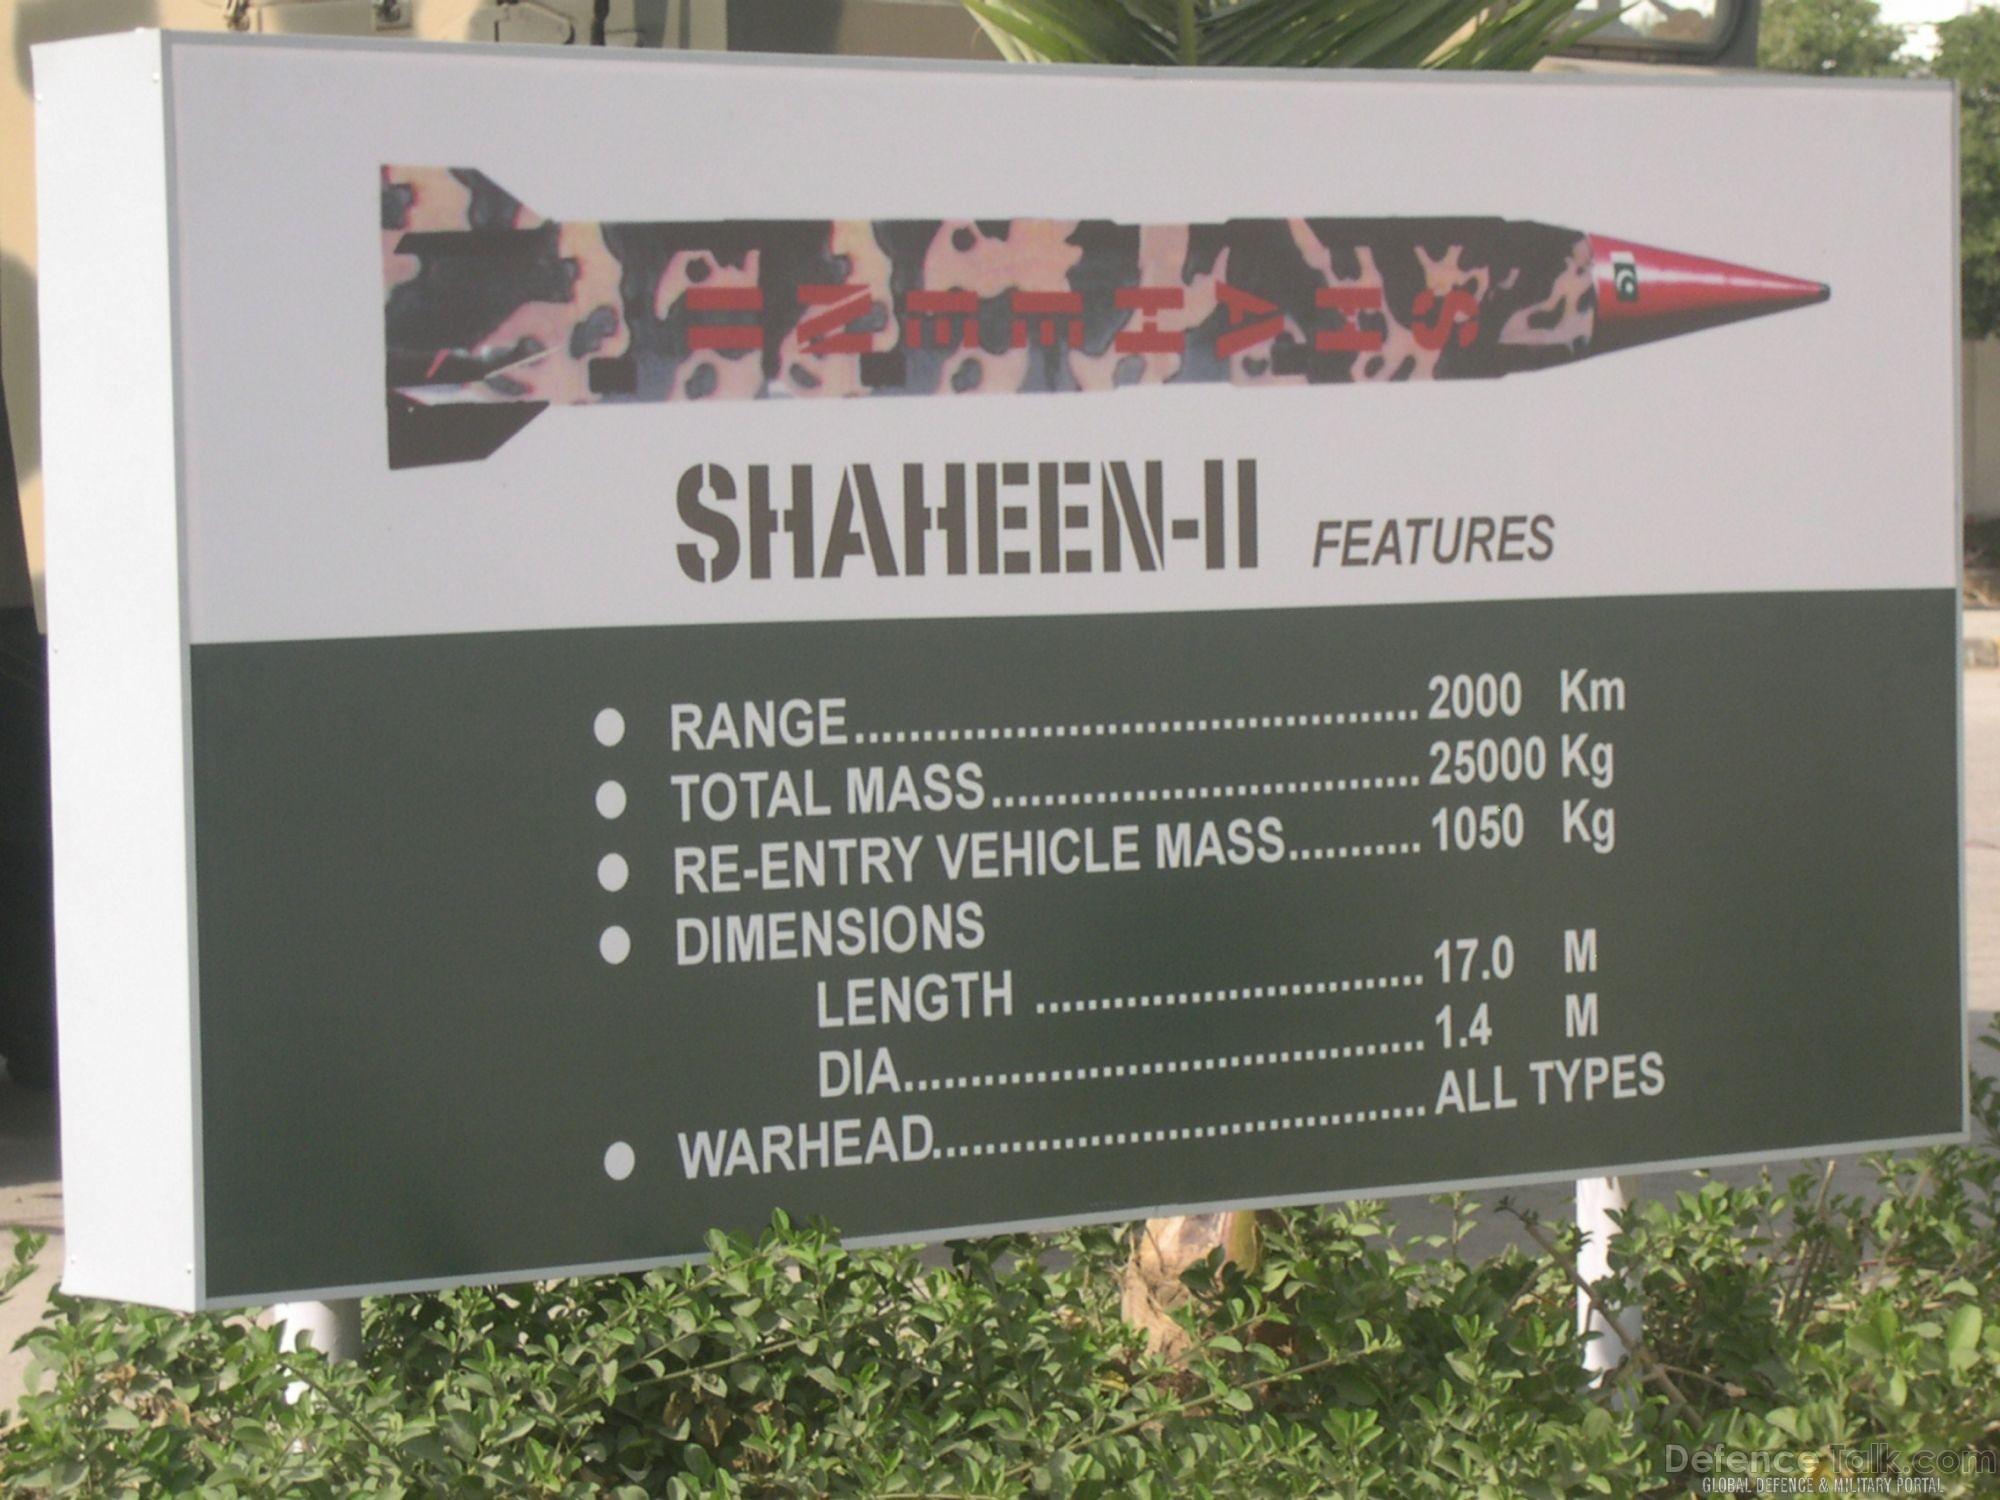 SHAHEEN II
SHAHEEN-II FEATURES
● RANGE.......................................... 2000 Km
● TOTAL MASS................................ 25000 Kg
● RE-ENTRY VEHICLE MASS........... 1050 Kg
● DIMENSIONS
LENGTH ............................. 17.0 M
DIA....................................... 1.4 M
● WARHEAD..................................... ALL TYPES
DefenceTalk.com
GLOBAL DEFENCE & MILITARY PORTAL